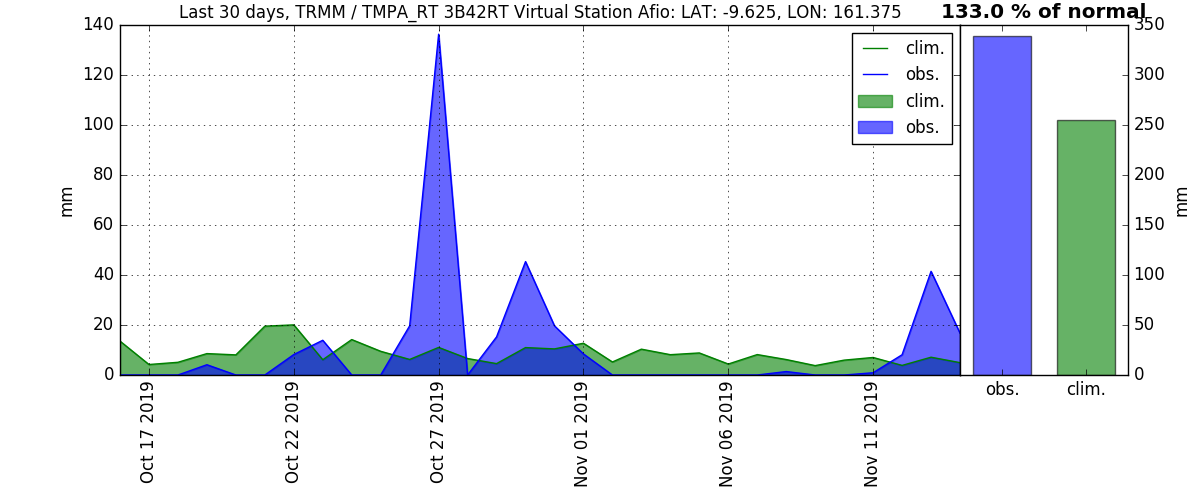 Last 30 days, TRMM / TMPA_RT 3B42RT Virtual Station Afio: LAT: -9.625, LON: 161.375
133.0 % of normal
140
120
100
80
60
40
20
0
mm
clim.
obs.
clim.
obs.
Oct 17 2019
Oct 22 2019
Oct 27 2019
Nov 01 2019
Nov 06 2019
Nov 11 2019
350
300
250
200
150
100
50
0
mm
obs.
clim.